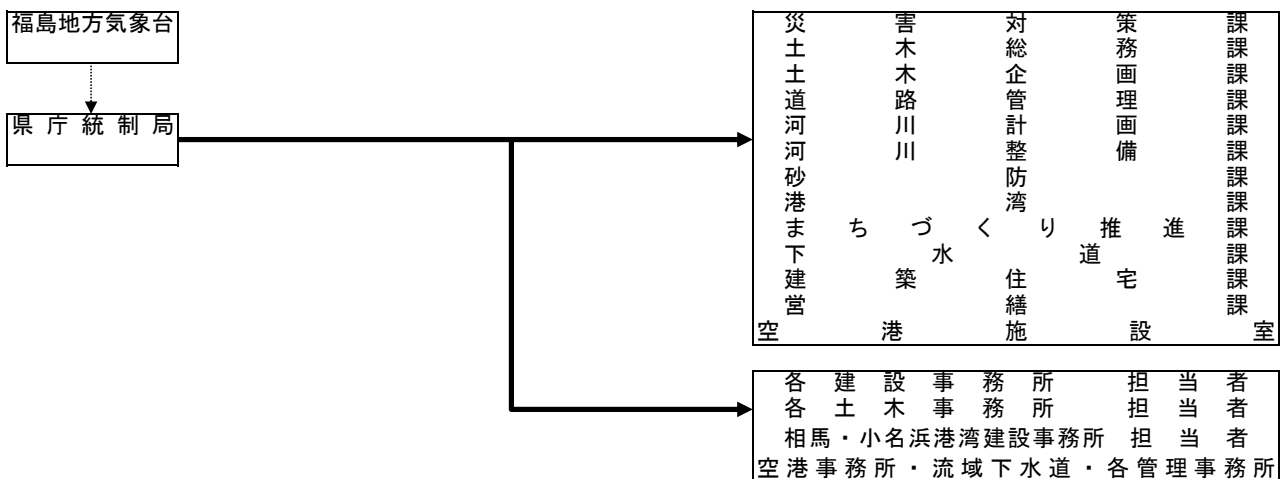 福島地方気象台
県庁統制局
災害対策課
土木総務課
土木企画課
道路管理課
河川計画課
河川整備課
砂防課
港湾課
まちづくり推進課
下水道課
建築住宅課
営繕課
空港施設室
各建設事務所 担当者
各土木事務所 担当者
相馬・小名浜港湾建設事務所 担当者
空港事務所・流域下水道・各管理事務所